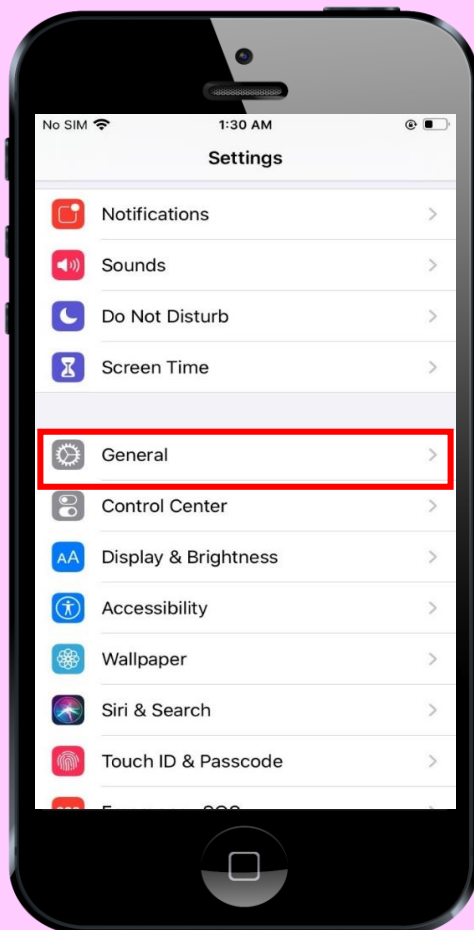 No SIM
1:30 AM
Settings
Notifications
Sounds
Do Not Disturb
Screen Time
General
Control Center
AA Display & Brightness
Accessibility
Wallpaper
Siri & Search
Touch ID & Passcode